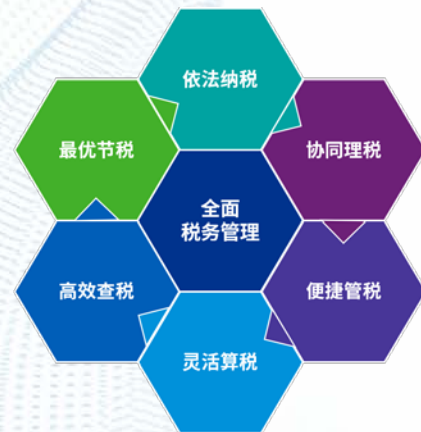 依法纳税
最优节税
协同理税
全面
税务管理
高效查税
便捷管税
灵活算税